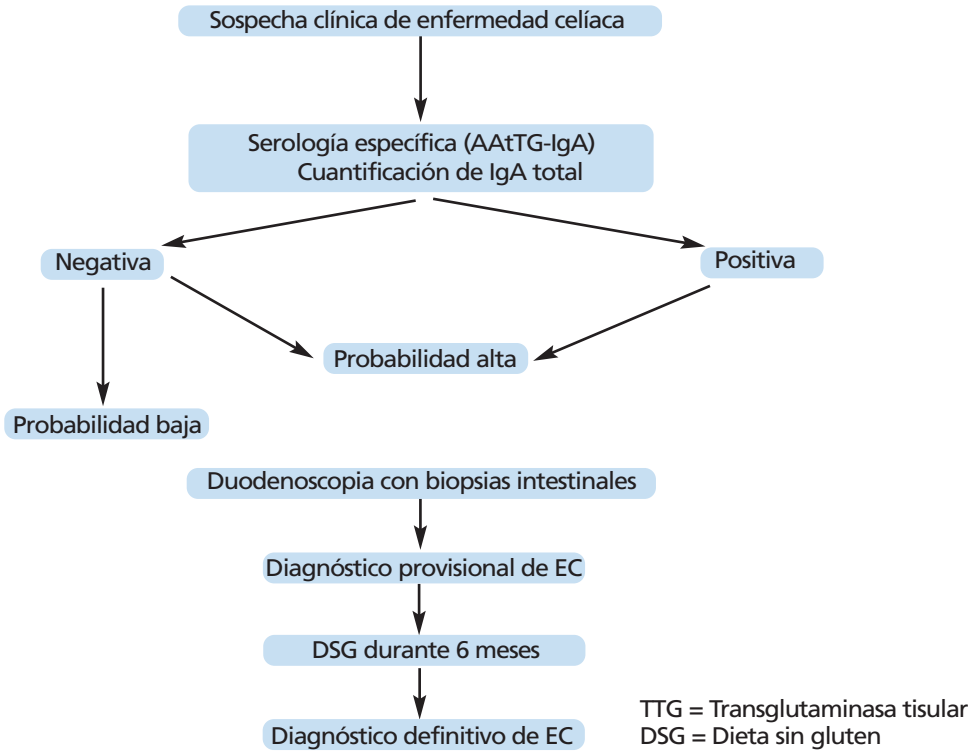 Sospecha clínica de enfermedad celíaca
Serología específica (AAtTG-IgA)
Cuantificación de IgA total
Negativa
Positiva
Probabilidad alta
Probabilidad baja
Duodenoscopia con biopsias intestinales
Diagnóstico provisional de EC
DSG durante 6 meses
Diagnóstico definitivo de EC
TTG = Transglutaminasa tisular
DSG = Dieta sin gluten